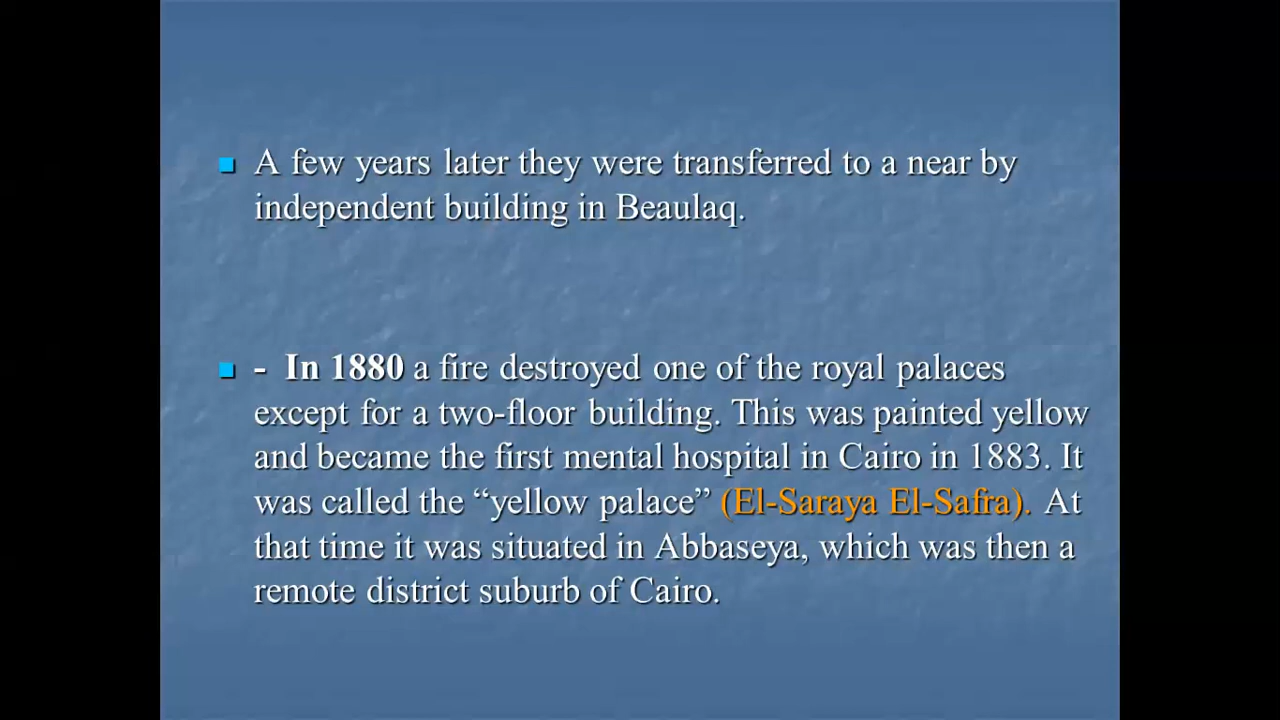 A few years later they were transferred to a near by
independent building in Beaulaq.
- In 1880 a fire destroyed one of the royal palaces
except for a two-floor building. This was painted yellow
and became the first mental hospital in Cairo in 1883. It
was called the “yellow palace” (El-Saraya El-Safra). At
that time it was situated in Abbaseya, which was then a
remote district suburb of Cairo.